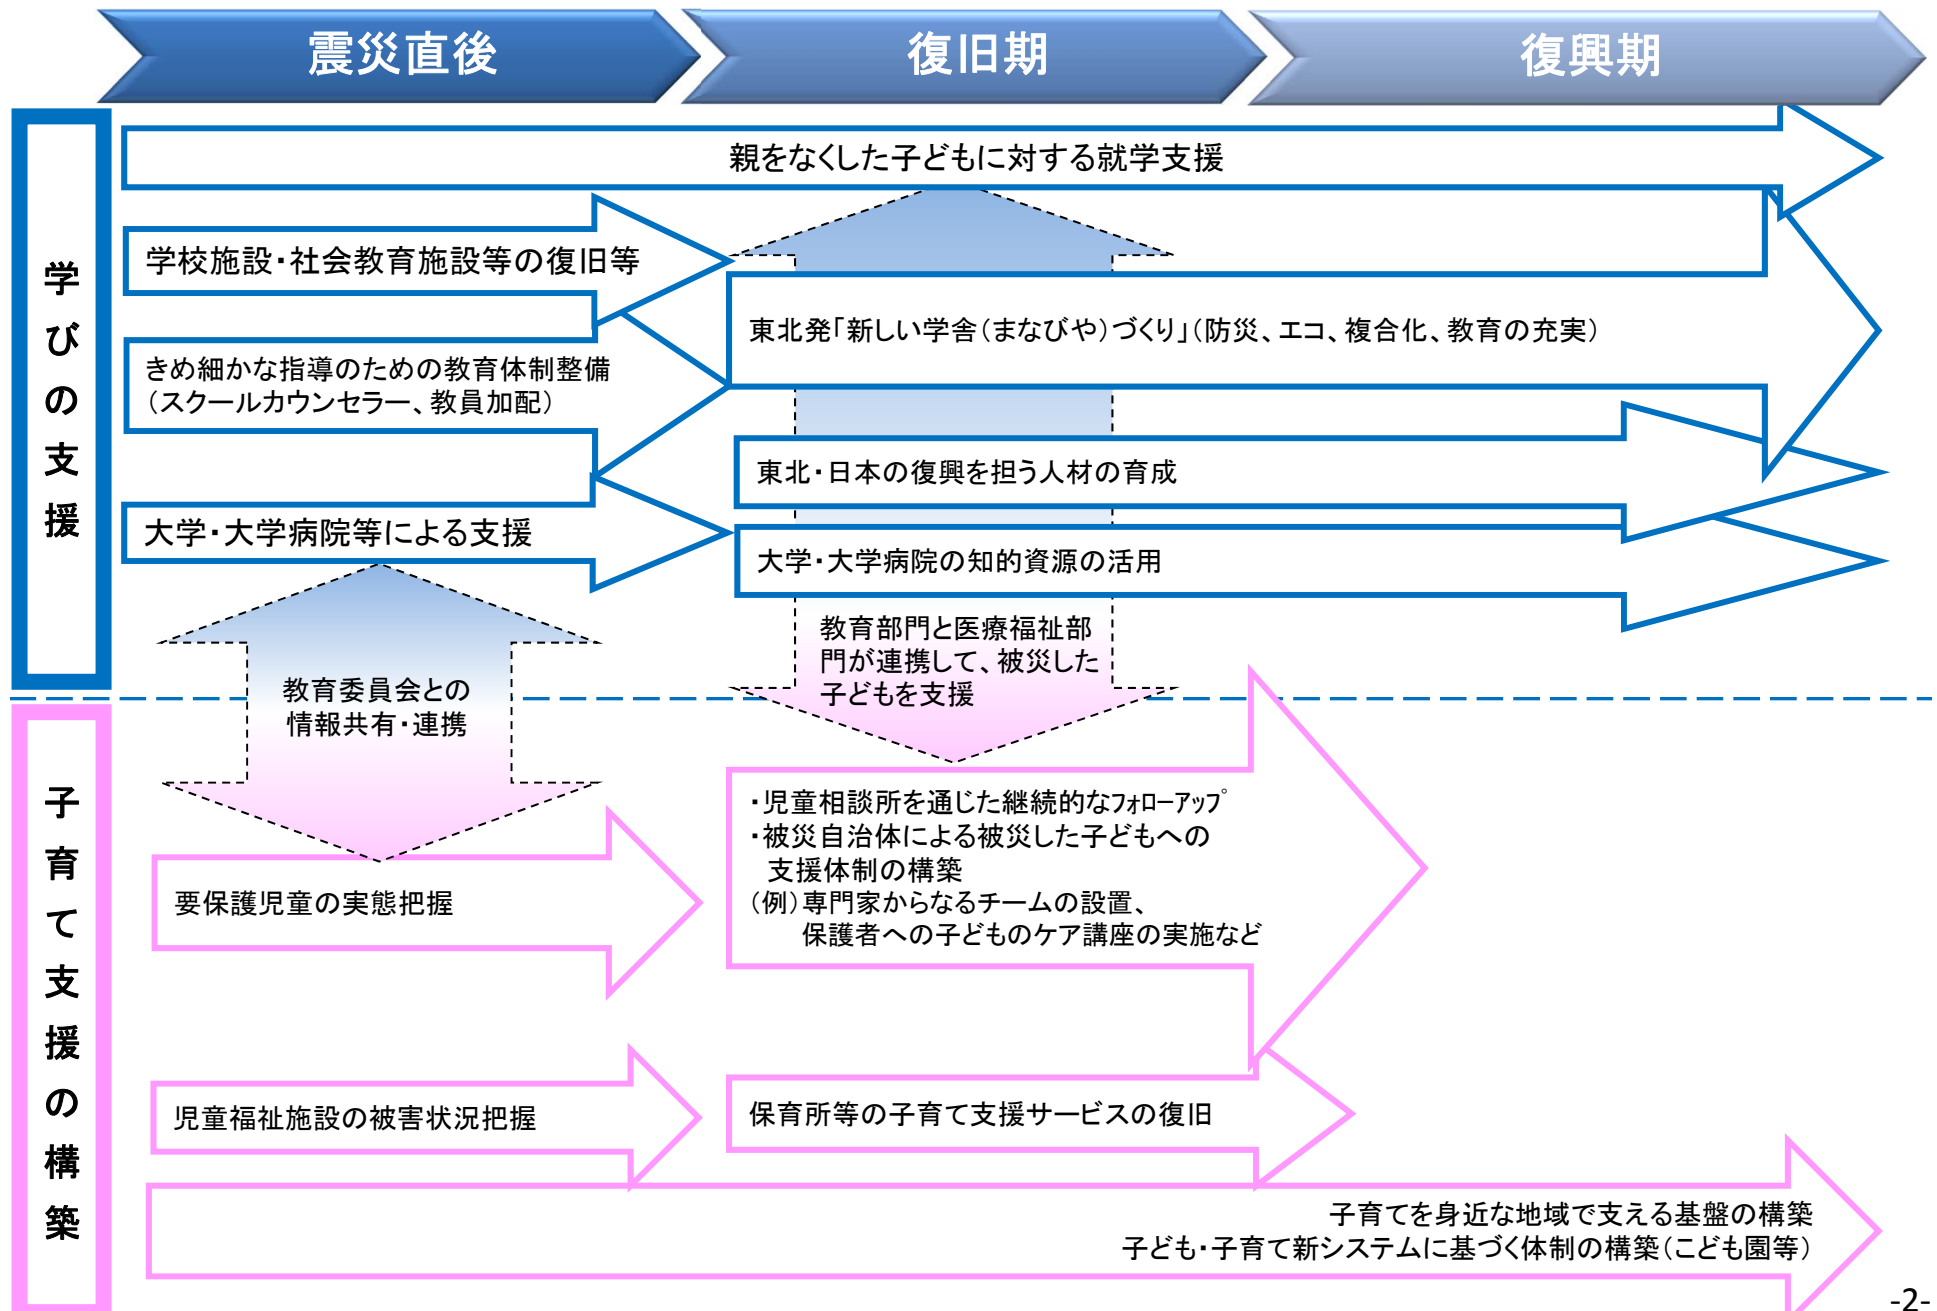 震災直後
復旧期
復興期
学びの支援
親をなくした子どもに対する就学支援
学校施設・社会教育施設等の復旧等
東北発「新しい学舎(まなびや)づくり」(防災、エコ、複合化、教育の充実)
きめ細かな指導のための教育体制整備
(スクールカウンセラー、教員加配)
東北・日本の復興を担う人材の育成
大学・大学病院等による支援
大学・大学病院の知的資源の活用
教育委員会との
情報共有・連携
教育部門と医療福祉部
門が連携して、被災した
子どもを支援
子育て支援の構築
要保護児童の実態把握
・児童相談所を通じた継続的なフォローアップ
・被災自治体による被災した子どもへの
支援体制の構築
(例)専門家からなるチームの設置、
保護者への子どものケア講座の実施など
児童福祉施設の被害状況把握
保育所等の子育て支援サービスの復旧
子育てを身近な地域で支える基盤の構築
子ども・子育て新システムに基づく体制の構築(こども園等)
-2-